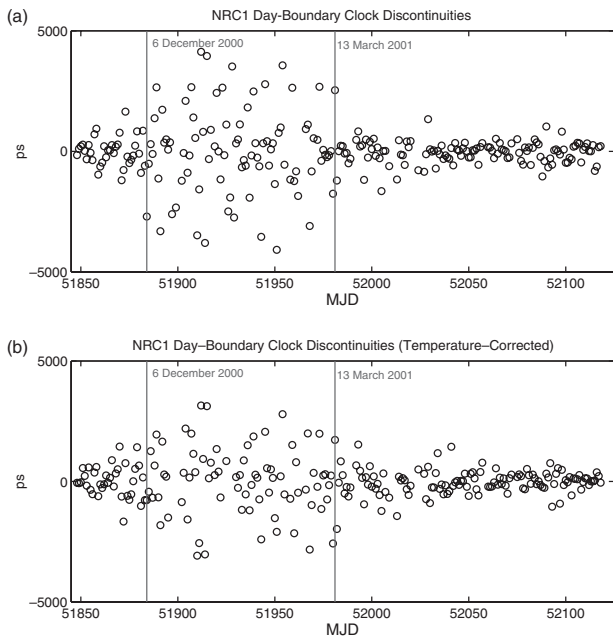 (a)
NRC1 Day-Boundary Clock Discontinuities
5000
6 December 2000
13 March 2001
ps
0
−5000
51850
51900
51950
52000
52050
52100
MJD
(b)
NRC1 Day–Boundary Clock Discontinuities (Temperature–Corrected)
5000
6 December 2000
13 March 2001
ps
0
−5000
51850
51900
51950
52000
52050
52100
MJD